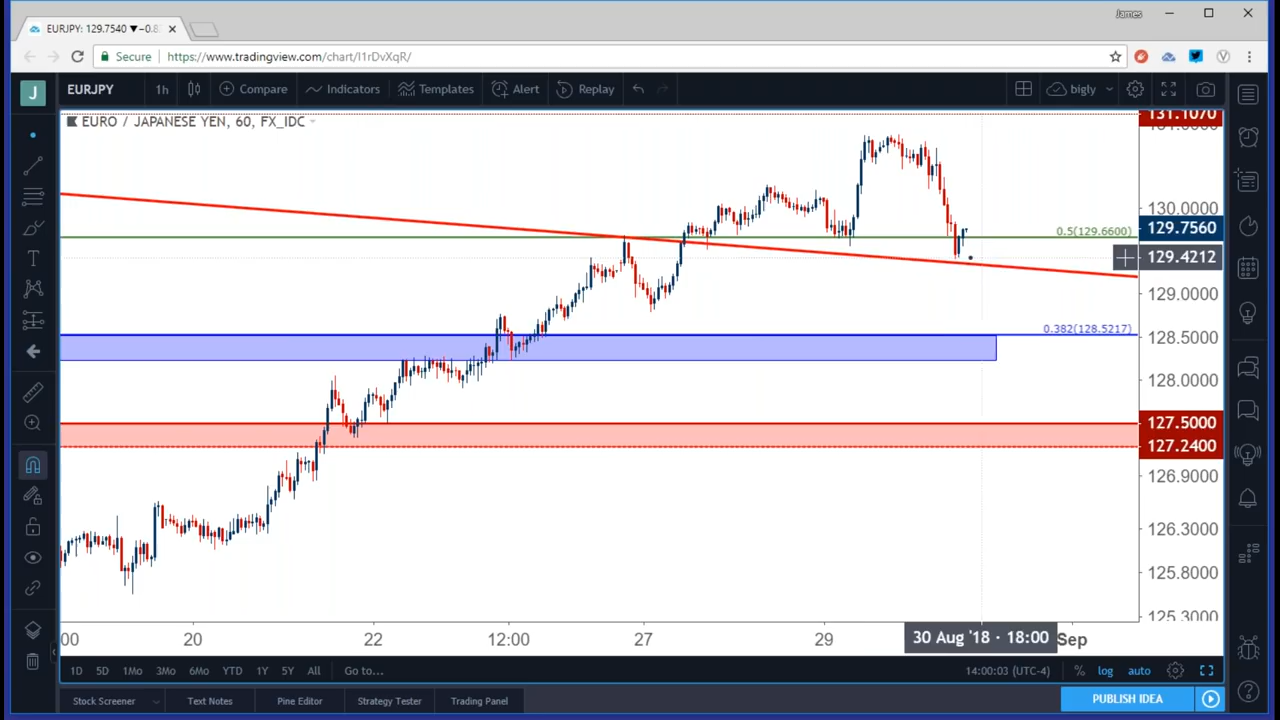 James
EURJPY: 129.7540 ▼−0.8
Secure https://www.tradingview.com/chart/I1rDvXqR/
J EURJPY 1h Compare Indicators Templates Alert Replay bigly
EURO / JAPANESE YEN, 60, FX_IDC
131.1070
130.0000
0.5(129.6600) 129.7560
129.4212
129.0000
0.382(128.5217)
128.5000
128.0000
127.5000
127.2400
126.9000
126.3000
125.8000
125.3000
:00 20 22 12:00 27 29 30 Aug '18 · 18:00 Sep
1D 5D 1Mo 3Mo 6Mo YTD 1Y 5Y All Go to... 14:00:03 (UTC-4) % log auto
Stock Screener Text Notes Pine Editor Strategy Tester Trading Panel PUBLISH IDEA